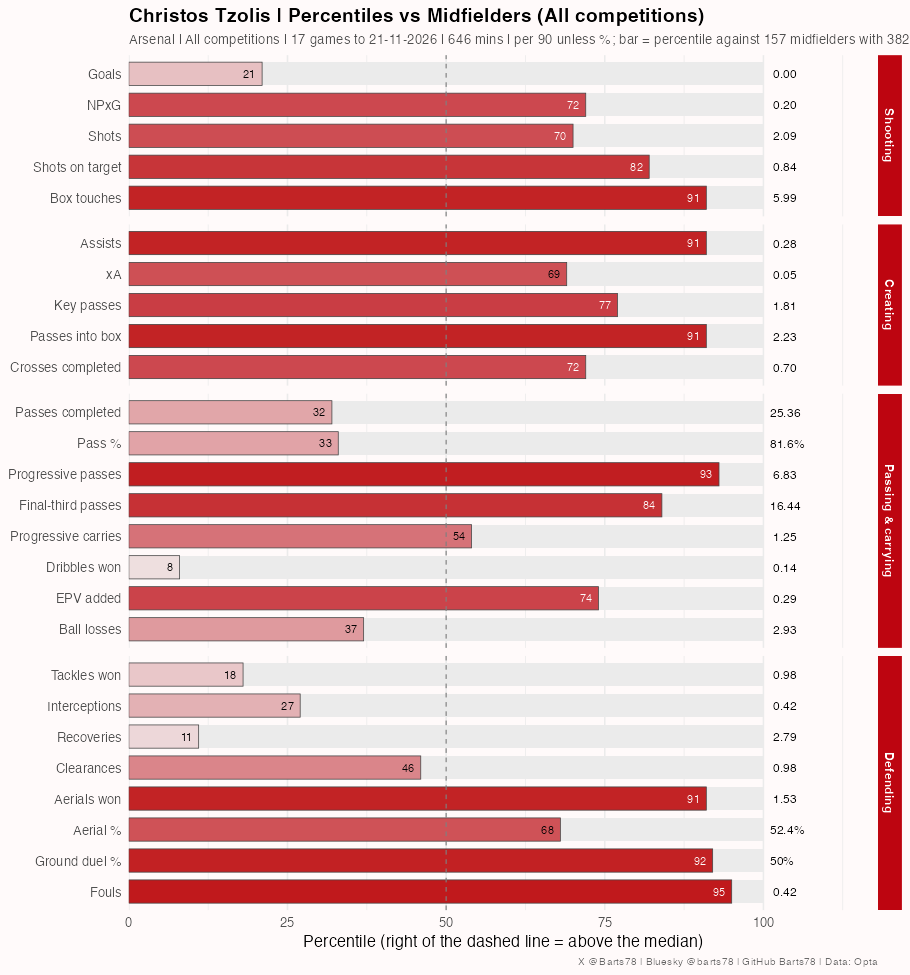 Christos Tzolis | Percentiles vs Midfielders (All competitions)
Arsenal | All competitions | 17 games to 21-11-2026 | 646 mins | per 90 unless %; bar = percentile against 157 midfielders with 382
Goals 21 0.00
NPxG 72 0.20
Shots 70 2.09
Shots on target 82 0.84
Box touches 91 5.99
Shooting
Assists 91 0.28
xA 69 0.05
Key passes 77 1.81
Passes into box 91 2.23
Crosses completed 72 0.70
Creating
Passes completed 32 25.36
Pass % 33 81.6%
Progressive passes 93 6.83
Final-third passes 84 16.44
Progressive carries 54 1.25
Dribbles won 8 0.14
EPV added 74 0.29
Ball losses 37 2.93
Passing & carrying
Tackles won 18 0.98
Interceptions 27 0.42
Recoveries 11 2.79
Clearances 46 0.98
Aerials won 91 1.53
Aerial % 68 52.4%
Ground duel % 92 50%
Fouls 95 0.42
Defending
0 25 50 75 100
Percentile (right of the dashed line = above the median)
X @Barts78 | Bluesky @barts78 | GitHub Barts78 | Data: Opta